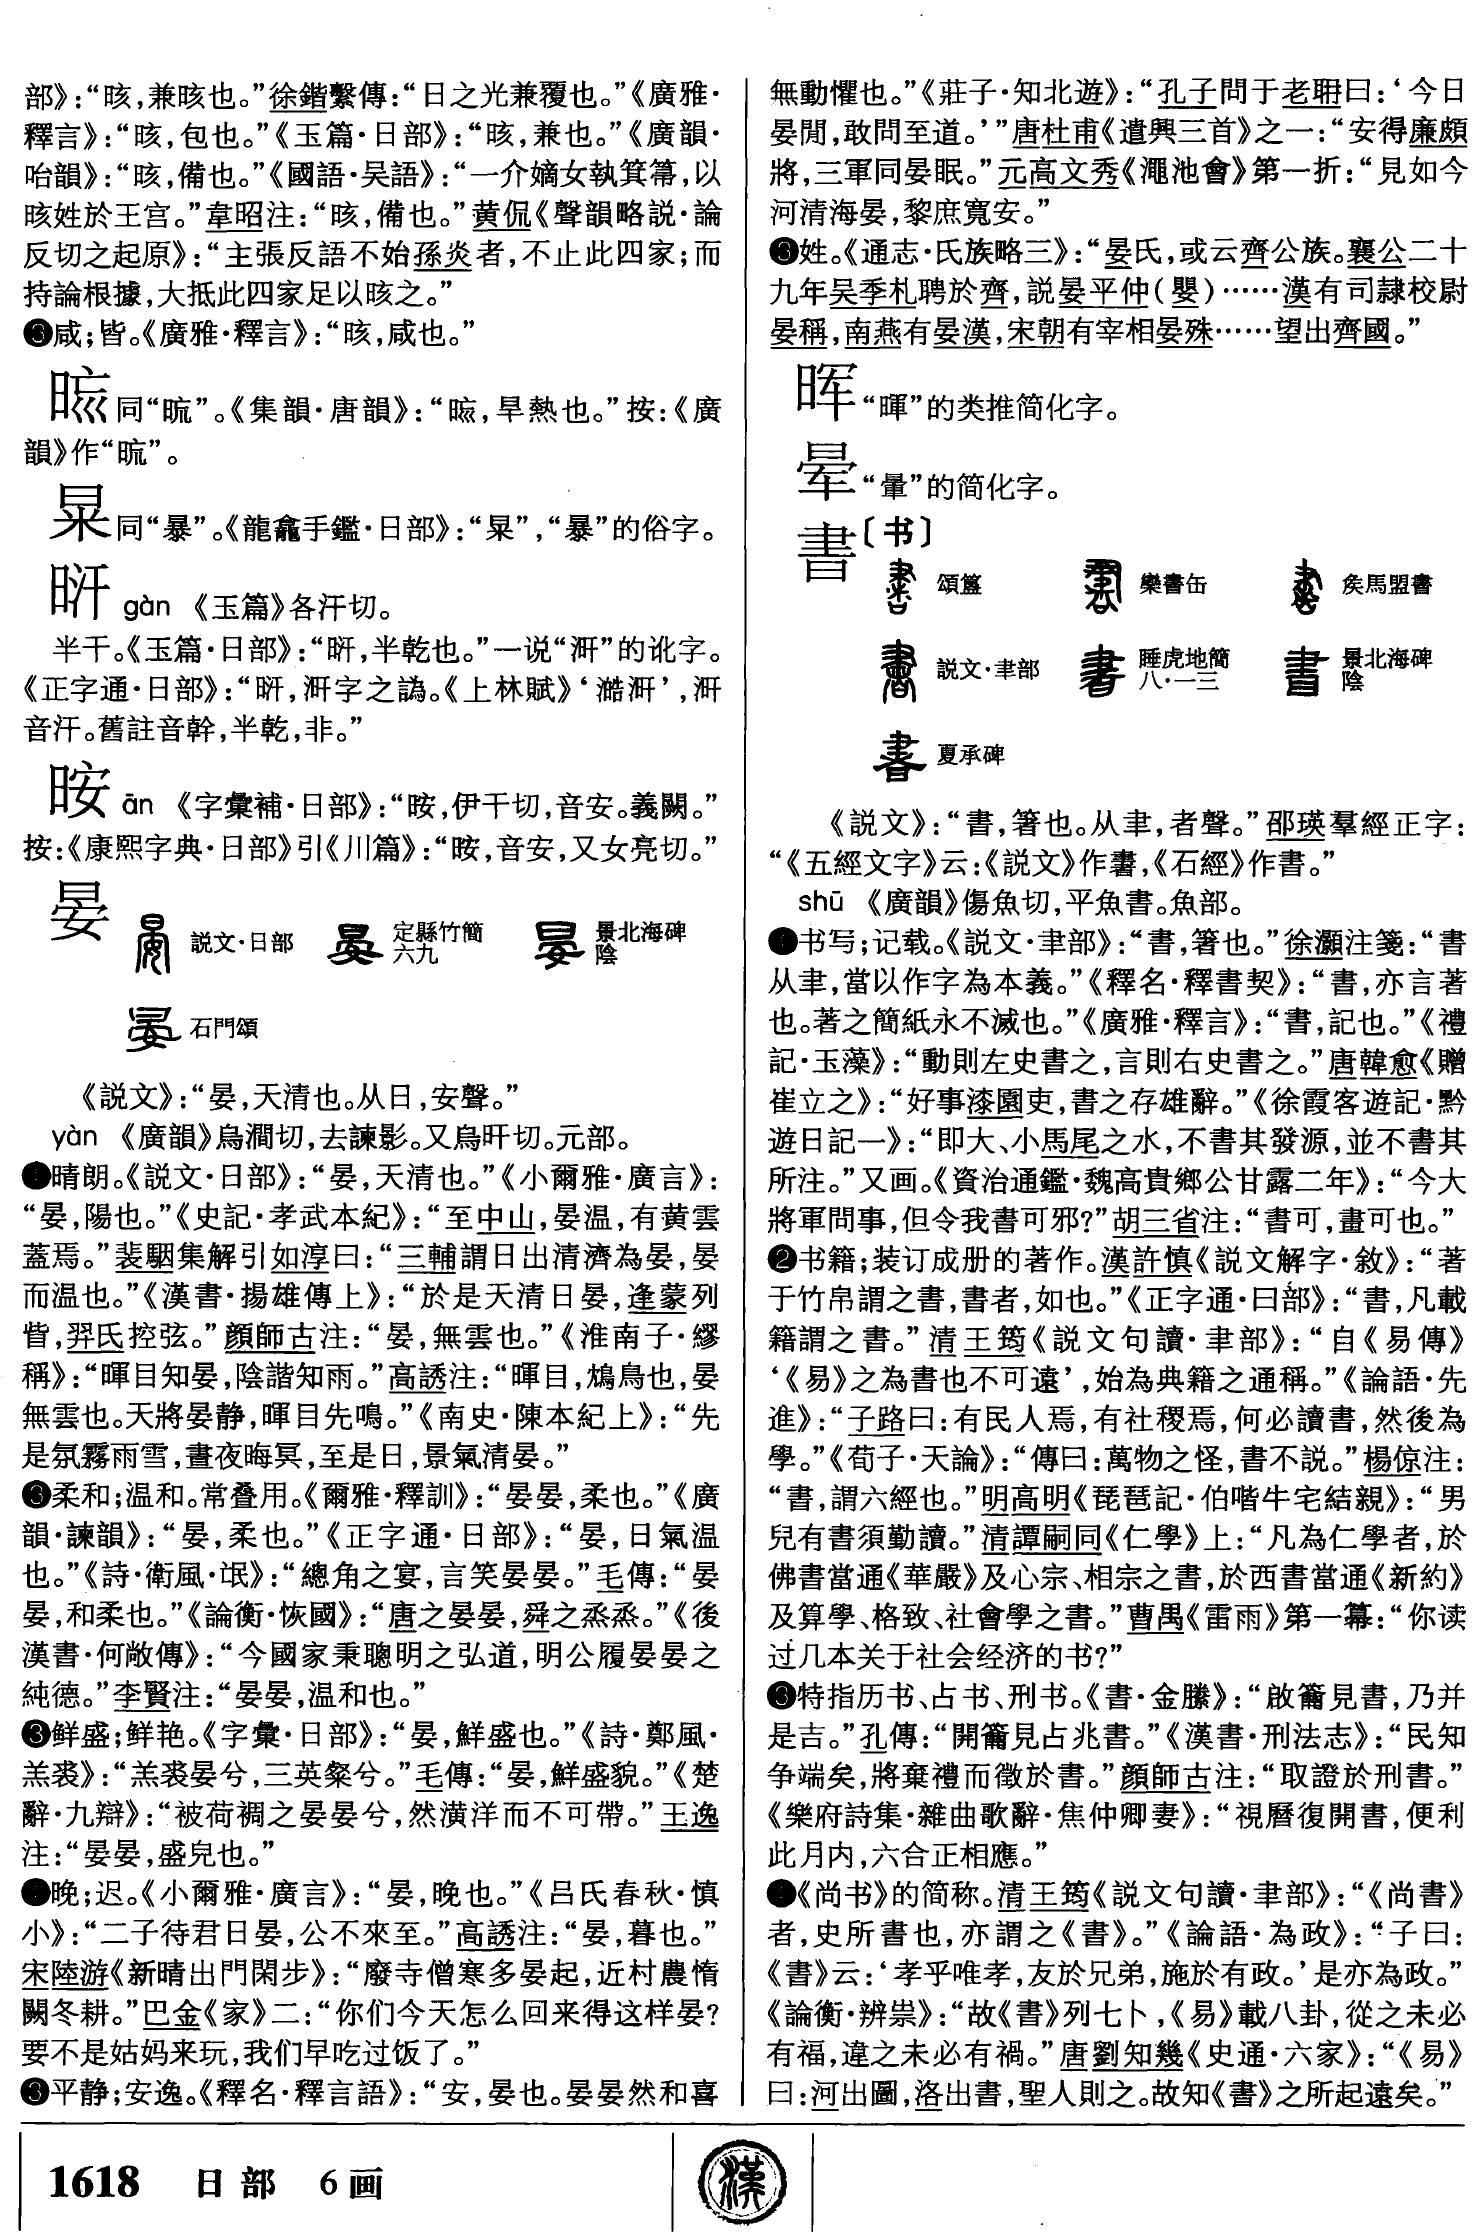 部》：“晐，兼晐也。”徐鍇繫傳：“日之光兼覆也。”《廣雅·
釋言》：“晐，包也。”《玉篇·日部》：“晐，兼也。”《廣韻·
咍韻》：“晐，備也。”《國語·吴語》：“一介嫡女執箕箒，以
晐姓於王宫。”韋昭注：“晐，備也。”黄侃《聲韻略説·論
反切之起原》：“主張反語不始孫炎者，不止此四家；而
持論根據，大抵此四家足以晐之。”
❸咸；皆。《廣雅·釋言》：“晐，咸也。”
同“㫰”。《集韻·唐韻》：“，旱熱也。”按：《廣
韻》作“㫰”。
㫧同“暴”。《龍龕手鑑·日部》：“”，“暴”的俗字。
gàn 《玉篇》各汗切。
半干。《玉篇·日部》：“，半乾也。”一说“汧”的讹字。
《正字通·日部》：“，汧字之譌。《上林賦》‘澔汧’，汧
音汗。舊註音幹，半乾，非。”
晈 ān 《字彙補·日部》：“，伊干切，音安。義闕。”
按：《康熙字典·日部》引《川篇》：“，音安，又女亮切。”
晏
説文·日部 定縣竹簡六九 景北海碑陰
石門頌
《説文》：“晏，天清也。从日，安聲。”
yàn 《廣韻》烏澗切，去諫影。又烏旰切。元部。
晴朗。《説文·日部》：“晏，天清也。”《小爾雅·廣言》：
“晏，陽也。”《史記·孝武本紀》：“至中山，晏温，有黄雲
蓋焉。”裴駰集解引如淳曰：“三輔謂日出清濟為晏，晏
而温也。”《漢書·揚雄傳上》：“於是天清日晏，逢蒙列
眥，羿氏控弦。”顔師古注：“晏，無雲也。”《淮南子·繆
稱》：“暉目知晏，陰諧知雨。”高誘注：“暉目，鴆鳥也，晏
無雲也。天將晏静，暉目先鳴。”《南史·陳本紀上》：“先
是氛霧雨雪，晝夜晦冥，至是日，景氣清晏。”
❸柔和；温和。常叠用。《爾雅·釋訓》：“晏晏，柔也。”《廣
韻·諫韻》：“晏，柔也。”《正字通·日部》：“晏，日氣温
也。”《詩·衛風·氓》：“總角之宴，言笑晏晏。”毛傳：“晏
晏，和柔也。”《論衡·恢國》：“唐之晏晏，舜之烝烝。”《後
漢書·何敞傳》：“今國家秉聰明之弘道，明公履晏晏之
純德。”李賢注：“晏晏，温和也。”
❸鲜盛；鲜艳。《字彙·日部》：“晏，鮮盛也。”《詩·鄭風·
羔裘》：“羔裘晏兮，三英粲兮。”毛傳：“晏，鮮盛貌。”《楚
辭·九辯》：“被荷裯之晏晏兮，然潢洋而不可帶。”王逸
注：“晏晏，盛皃也。”
晚；迟。《小爾雅·廣言》：“晏，晚也。”《吕氏春秋·慎
小》：“二子待君日晏，公不來至。”高誘注：“晏，暮也。”
宋陸游《新晴出門閑步》：“廢寺僧寒多晏起，近村農惰
闕冬耕。”巴金《家》二：“你们今天怎么回来得这样晏？
要不是姑妈来玩，我们早吃过饭了。”
❸平静；安逸。《釋名·釋言語》：“安，晏也。晏晏然和喜
無動懼也。”《莊子·知北遊》：“孔子問于老聃曰：‘今日
晏閒，敢問至道。’”唐杜甫《遣興三首》之一：“安得廉頗
將，三軍同晏眠。”元高文秀《澠池會》第一折：“見如今
河清海晏，黎庶寬安。”
❸姓。《通志·氏族略三》：“晏氏，或云齊公族。襄公二十
九年吴季札聘於齊，説晏平仲（嬰）……漢有司隸校尉
晏稱，南燕有晏漠，宋朝有宰相晏殊……望出齊國。”
晖“暉”的类推简化字。
晕“暈”的简化字。
書〔书〕
頌簋 欒書缶 矦馬盟書
説文·聿部 睡虎地簡八·一三 景北海碑陰
夏承碑
《説文》：“書，箸也。从聿，者聲。”邵瑛羣經正字：
“《五經文字》云：《説文》作，《石經》作書。”
shū 《廣韻》傷魚切，平魚書。魚部。
书写；记载。《説文·聿部》：“書，箸也。”徐灝注箋：“書
从聿，當以作字為本義。”《釋名·釋書契》：“書，亦言著
也。著之簡紙永不滅也。”《廣雅·釋言》：“書，記也。”《禮
記·玉藻》：“動則左史書之，言則右史書之。”唐韓愈《贈
崔立之》：“好事漆園吏，書之存雄辭。”《徐霞客遊記·黔
遊日記一》：“即大、小馬尾之水，不書其發源，並不書其
所注。”又画。《資治通鑑·魏高貴鄉公甘露二年》：“今大
將軍問事，但令我書可邪？”胡三省注：“書可，畫可也。”
❷书籍；装订成册的著作。漢許慎《説文解字·敘》：“著
于竹帛謂之書，書者，如也。”《正字通·曰部》：“書，凡載
籍謂之書。”清王筠《説文句讀·聿部》：“自《易傳》
‘《易》之為書也不可遠’，始為典籍之通稱。”《論語·先
進》：“子路曰：有民人焉，有社稷焉，何必讀書，然後為
學。”《荀子·天論》：“傳曰：萬物之怪，書不説。”楊倞注：
“書，謂六經也。”明高明《琵琶記·伯喈牛宅結親》：“男
兒有書須勤讀。”清譚嗣同《仁學》上：“凡為仁學者，於
佛書當通《華嚴》及心宗、相宗之書，於西書當通《新約》
及算學、格致、社會學之書。”曹禺《雷雨》第一幕：“你读
过几本关于社会经济的书？”
❸特指历书、占书、刑书。《書·金縢》：“啟籥見書，乃并
是吉。”孔傳：“開籥見占兆書。”《漢書·刑法志》：“民知
争端矣，將棄禮而徵於書。”顔師古注：“取證於刑書。”
《樂府詩集·雜曲歌辭·焦仲卿妻》：“視曆復開書，便利
此月内，六合正相應。”
《尚书》的简称。清王筠《説文句讀·聿部》：“《尚書》
者，史所書也，亦謂之《書》。”《論語·為政》：“子曰：
《書》云：‘孝乎唯孝，友於兄弟，施於有政。’是亦為政。”
《論衡·辨祟》：“故《書》列七卜，《易》載八卦，從之未必
有福，違之未必有禍。”唐劉知幾《史通·六家》：“《易》
曰：河出圖，洛出書，聖人則之。故知《書》之所起遠矣。”
1618 日部 6画
漢